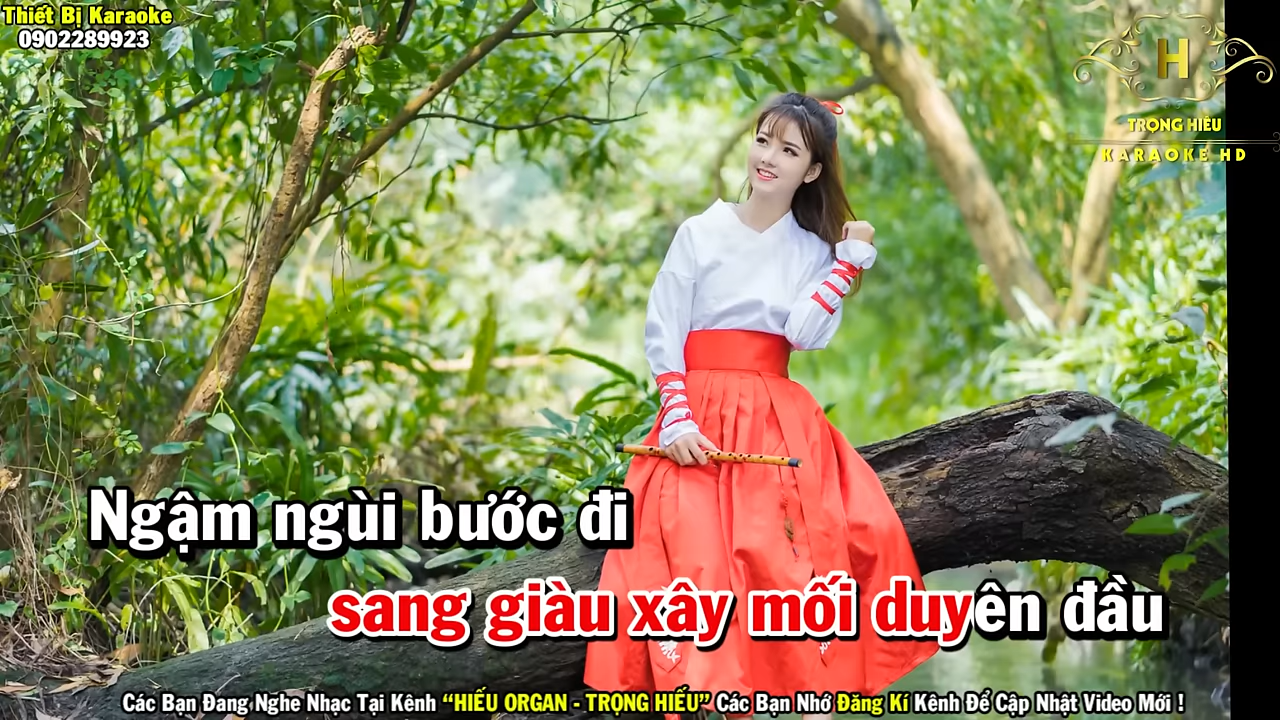 Thiết Bị Karaoke
0902289923
H
TRỌNG HIẾU
KARAOKE HD
Ngậm ngùi bước đi
sang giàu xây mối duyên đầu
Các Bạn Đang Nghe Nhạc Tại Kênh “HIẾU ORGAN - TRỌNG HIẾU” Các Bạn Nhớ Đăng Kí Kênh Để Cập Nhật Video Mới !